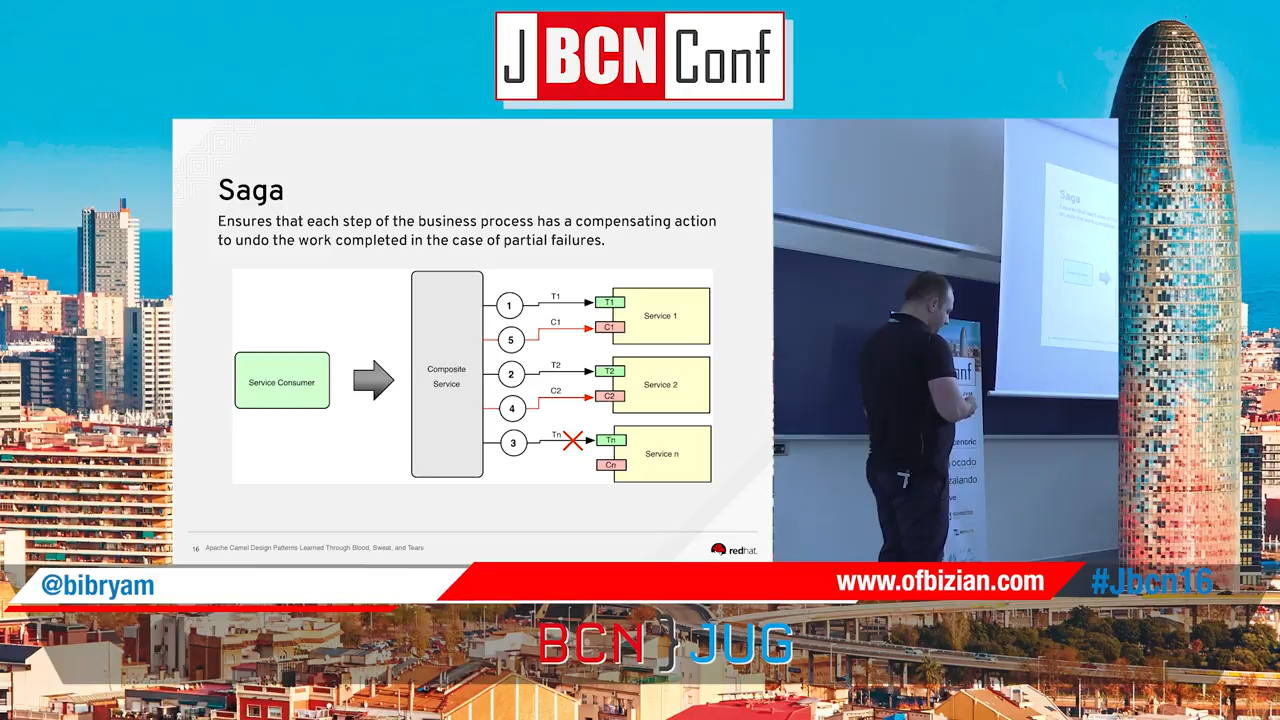 J BCN Conf
Saga
Ensures that each step of the business process has a compensating action
to undo the work completed in the case of partial failures.
Service Consumer
Composite
Service
1
T1
T1
Service 1
5
C1
C1
2
T2
T2
Service 2
4
C2
C2
3
Tn
Tn
Service n
Cn
16 Apache Camel Design Patterns Learned Through Blood, Sweat, and Tears
redhat.
Saga
@bibryam
www.ofbizian.com
#Jbcn16
BCN JUG